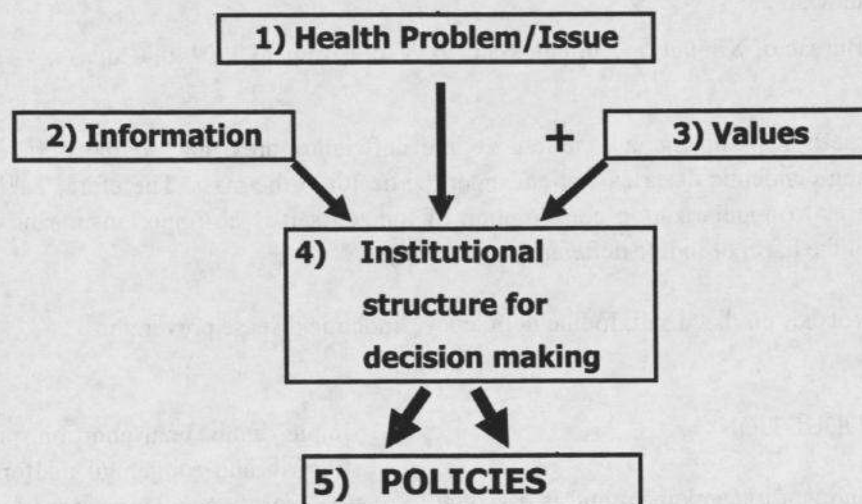 1) Health Problem/Issue
2) Information
+
3) Values
4) Institutional
structure for
decision making
5) POLICIES